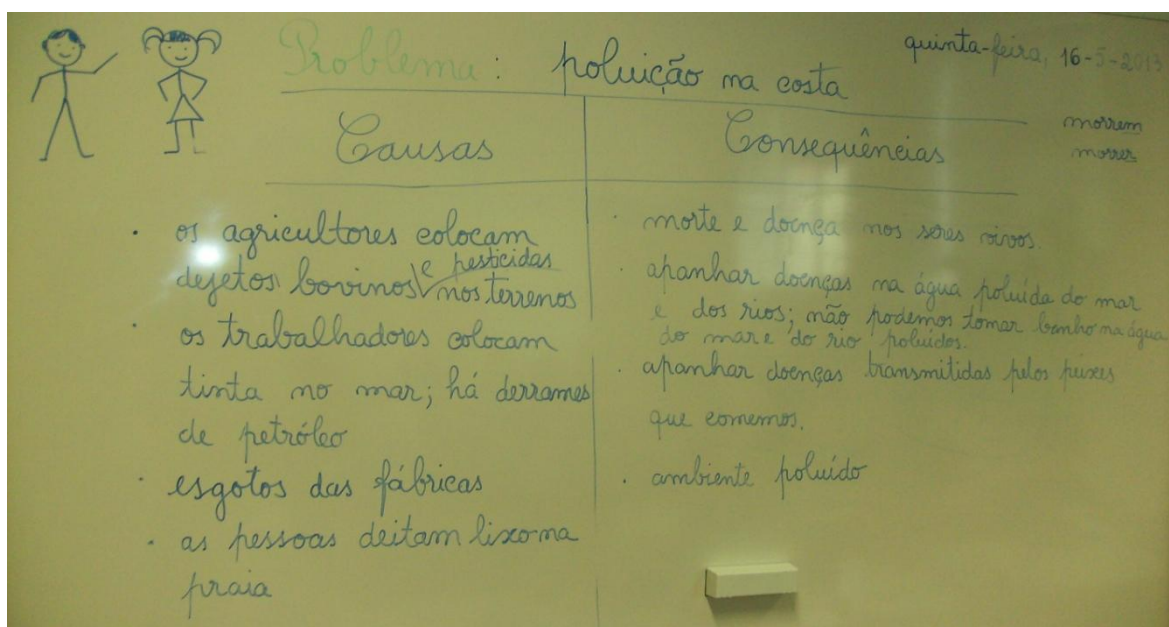 Problema: poluição na costa
quinta-feira, 16-5-2013
morrem
morrer
Causas
· os agricultores colocam
dejetos bovinos e pesticidas nos terrenos
· os trabalhadores colocam
tinta no mar; há derrames
de petróleo
· esgotos das fábricas
· as pessoas deitam lixo na
praia
Consequências
· morte e doença nos seres vivos.
· apanhar doenças na água poluída do mar
e dos rios; não podemos tomar banho na água
do mar e do rio poluídos.
· apanhar doenças transmitidas pelos peixes
que comemos.
· ambiente poluído